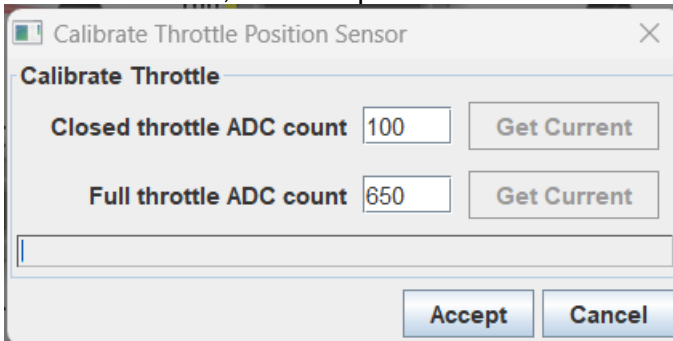 Calibrate Throttle Position Sensor
Calibrate Throttle
Closed throttle ADC count 100 Get Current
Full throttle ADC count 650 Get Current
Accept Cancel